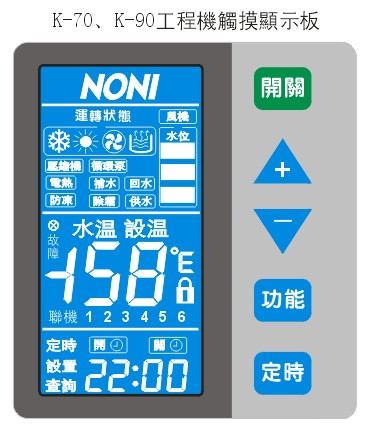 K-70、K-90工程機觸摸顯示板
NONI
運轉狀態
風機
水位
壓縮機 循環泵
電熱 補水 回水
防凍 除霜 供水
水溫 設溫
故障
-158°E
聯機 1 2 3 4 5 6
定時 開 關
設置
查詢
22:00
開關
+
−
功能
定時